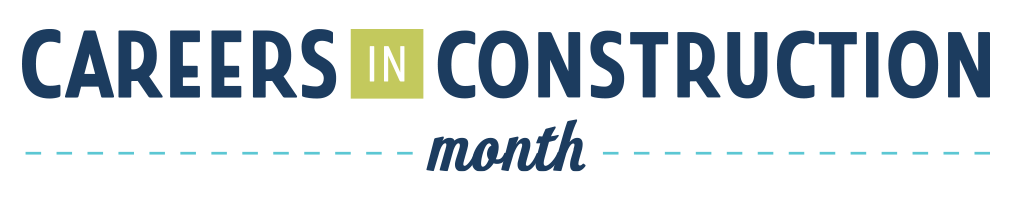 CAREERS IN CONSTRUCTION
month